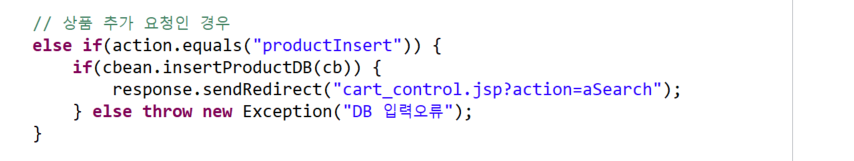 // 상품 추가 요청인 경우
else if(action.equals("productInsert")) {
    if(cbean.insertProductDB(cb)) {
        response.sendRedirect("cart_control.jsp?action=aSearch");
    } else throw new Exception("DB 입력오류");
}